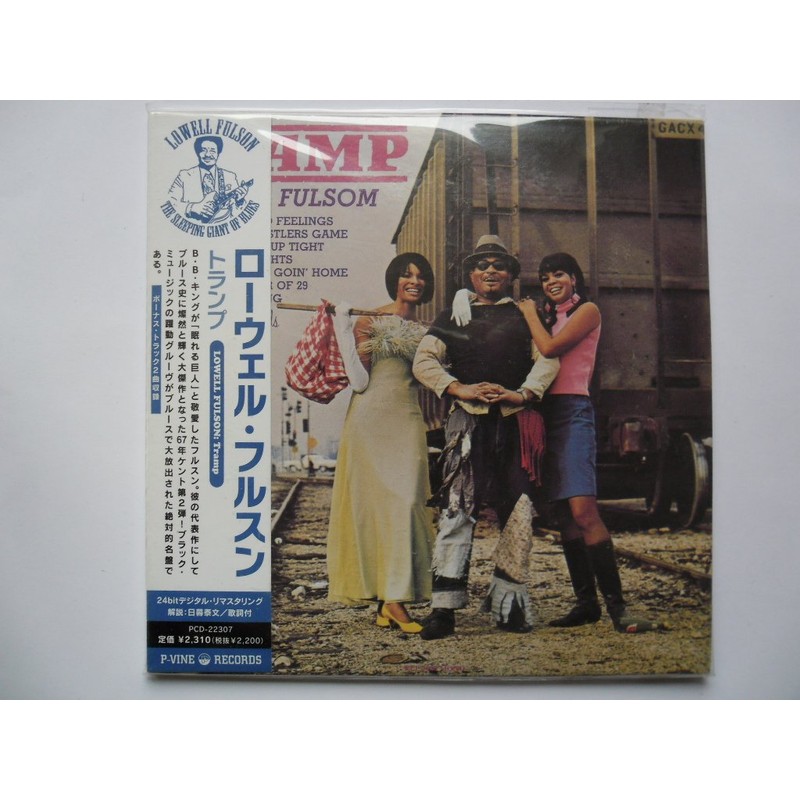 LOWELL FULSON
THE SLEEPING GIANT OF BLUES
ローウェル・フルスン
トランプ
LOWELL FULSON: Tramp
B・B・キングが「眠れる巨人」と敬愛したフルスン。彼の代表作にして
ブルース史に燦然と輝く大傑作となった67年ケント第2弾!ブラック・
ミュージックの躍動グルーヴがブルースで大放出された絶対的名盤で
ある。
ボーナス・トラック2曲収録
24bitデジタル・リマスタリング
解説:日暮泰文/歌詞付
PCD-22307
定価 ¥2,310(税抜¥2,200)
P-VINE RECORDS
AMP
FULSOM
FEELINGS
STLERS GAME
UP TIGHT
HTS
GOIN' HOME
R OF 29
NG
GACX